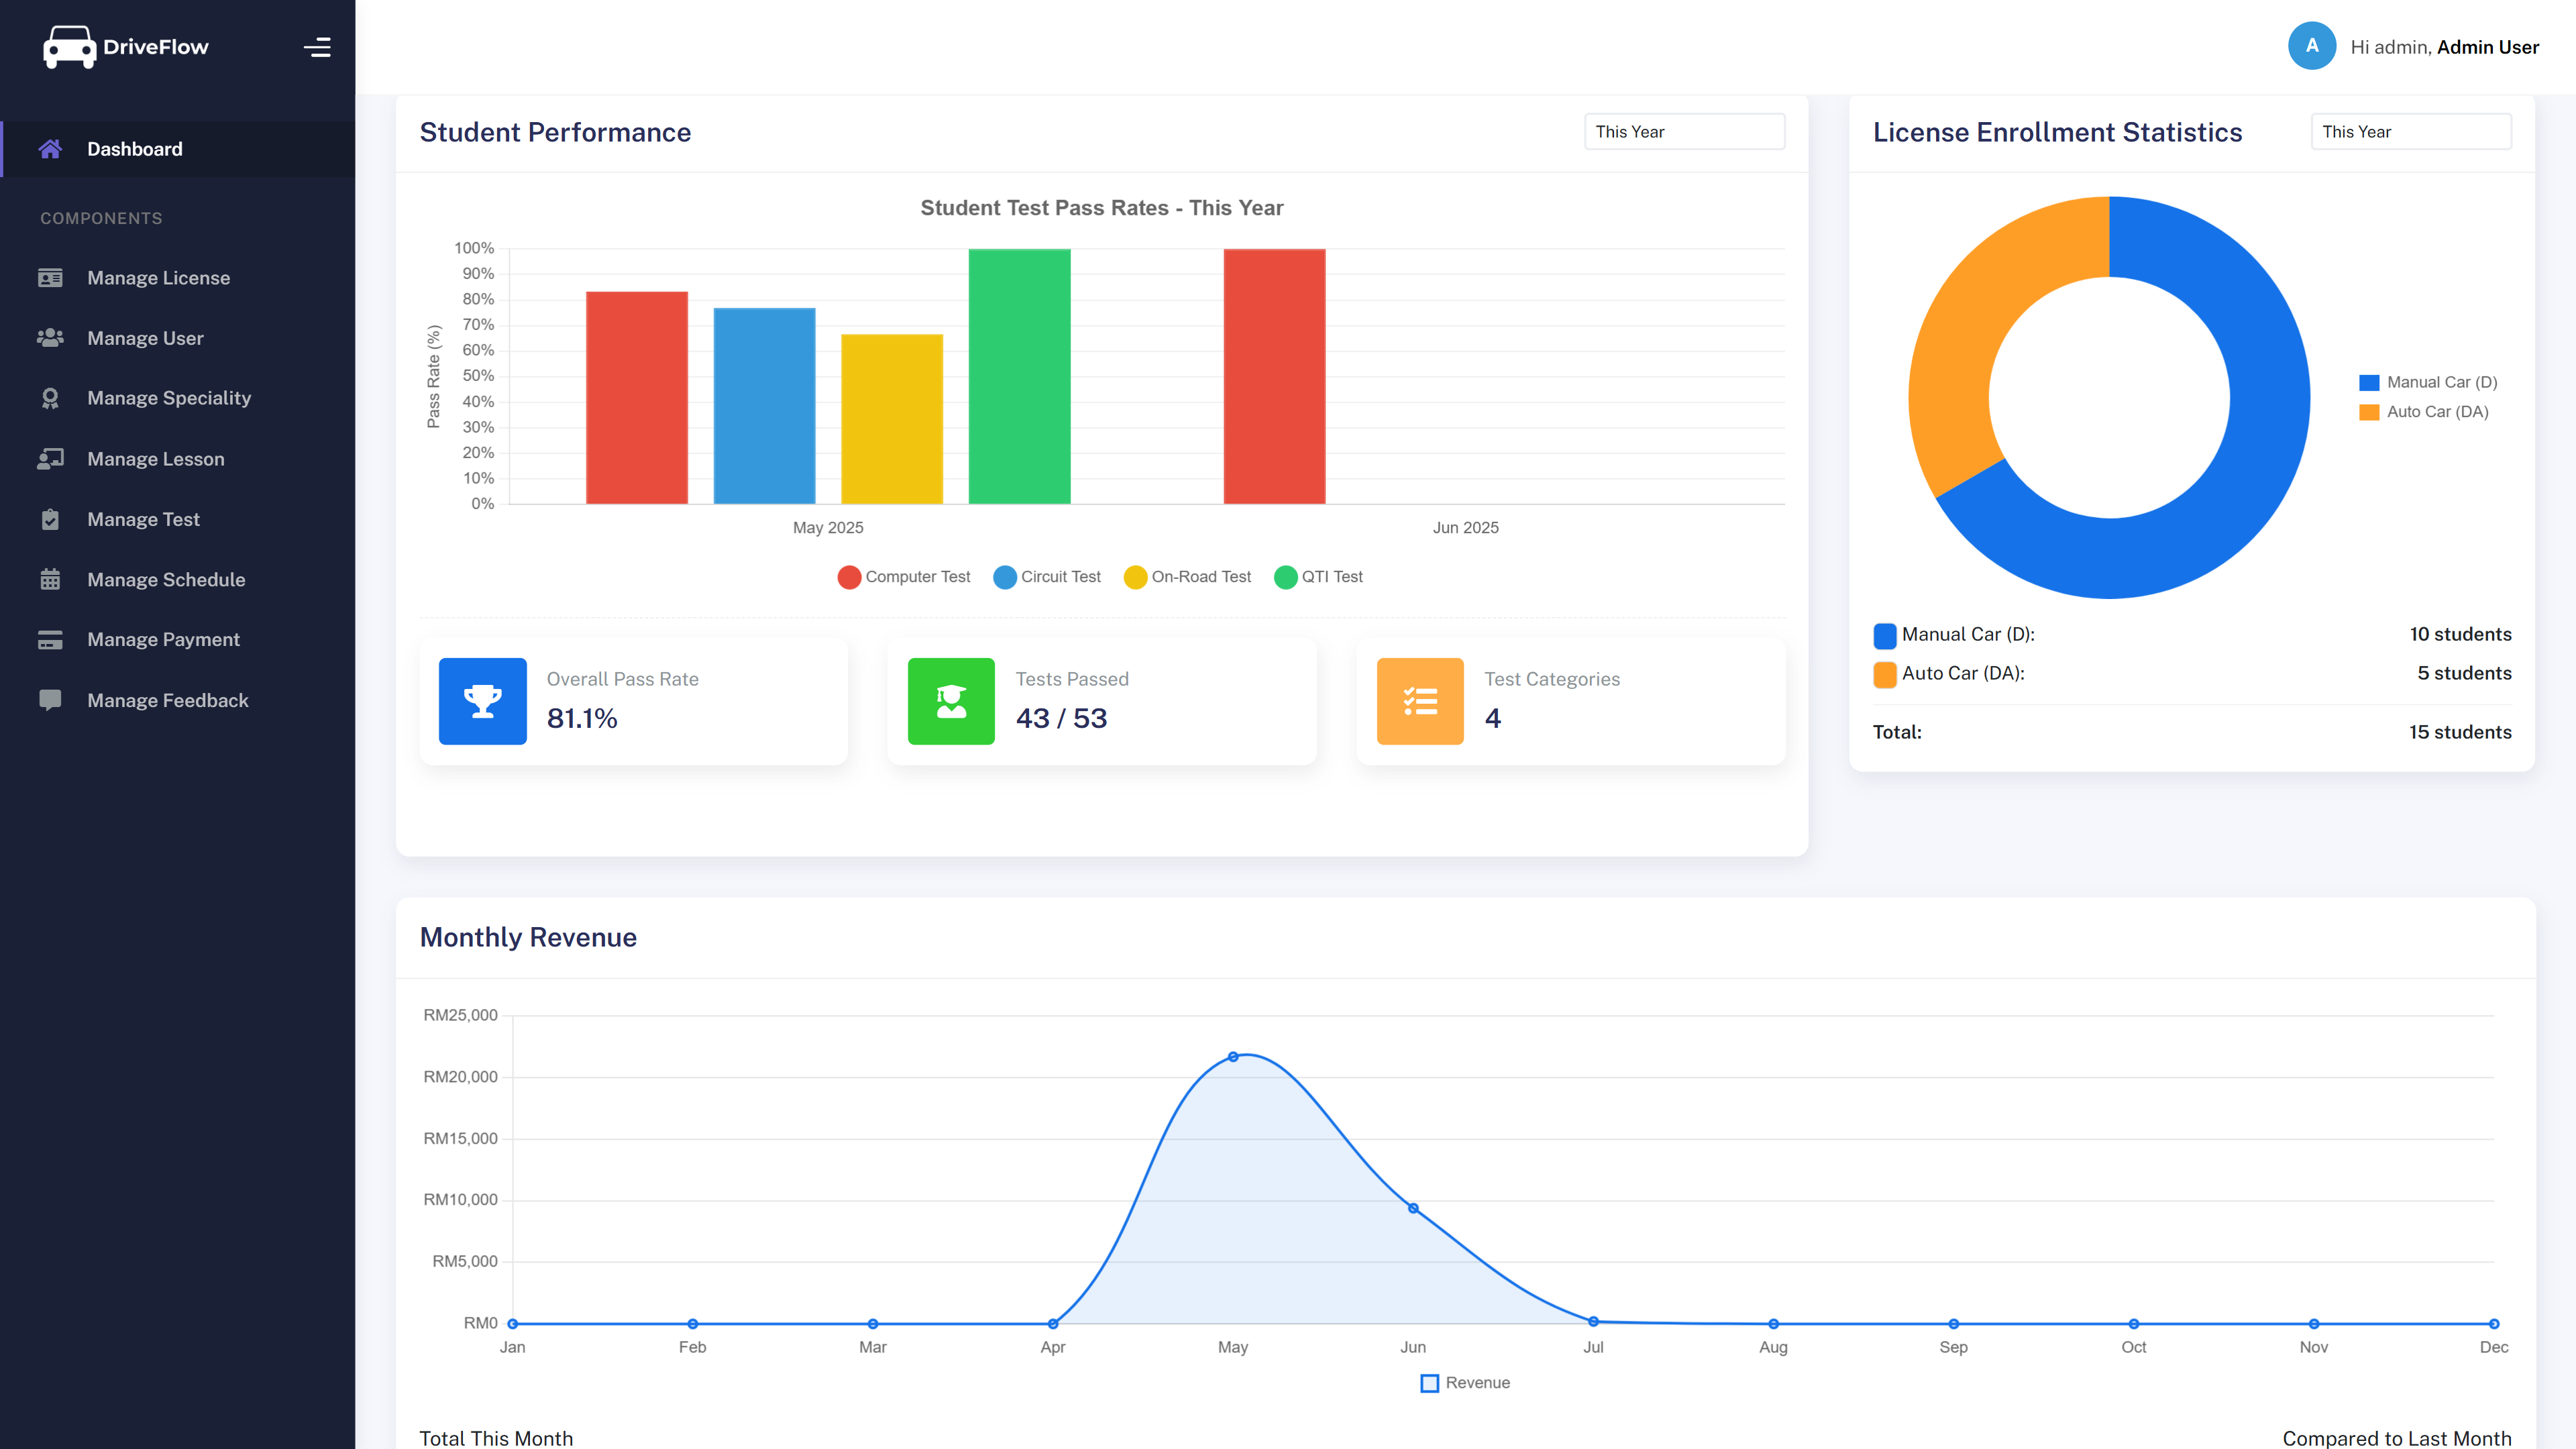 DriveFlow
Dashboard
COMPONENTS
Manage License
Manage User
Manage Speciality
Manage Lesson
Manage Test
Manage Schedule
Manage Payment
Manage Feedback
A
Hi admin, Admin User
Student Performance
This Year
Student Test Pass Rates - This Year
Pass Rate (%)
100%
90%
80%
70%
60%
50%
40%
30%
20%
10%
0%
May 2025
Jun 2025
Computer Test
Circuit Test
On-Road Test
QTI Test
Overall Pass Rate
81.1%
Tests Passed
43 / 53
Test Categories
4
License Enrollment Statistics
This Year
Manual Car (D)
Auto Car (DA)
Manual Car (D): 10 students
Auto Car (DA): 5 students
Total: 15 students
Monthly Revenue
RM25,000
RM20,000
RM15,000
RM10,000
RM5,000
RM0
Jan Feb Mar Apr May Jun Jul Aug Sep Oct Nov Dec
Revenue
Total This Month
Compared to Last Month